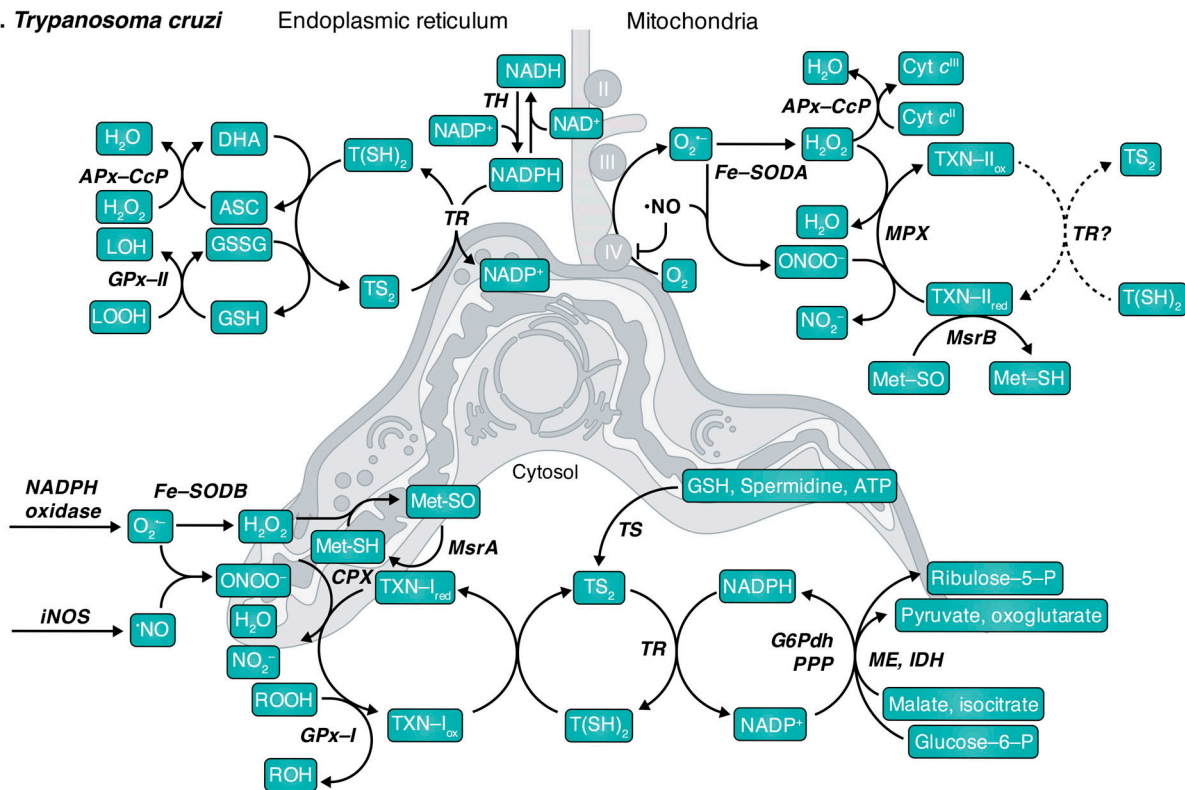 . Trypanosoma cruzi
Endoplasmic reticulum
Mitochondria
NADH
TH
NADP⁺
NAD⁺
NADPH
H₂O
DHA
T(SH)₂
APx–CcP
H₂O₂
ASC
TR
LOH
GSSG
GPx–II
TS₂
NADP⁺
LOOH
GSH
II
III
IV
H₂O
Cyt cᴵᴵᴵ
APx–CcP
Cyt cᴵᴵ
O₂•–
H₂O₂
Fe–SODA
TXN–IIox
TS₂
•NO
H₂O
MPX
TR?
ONOO⁻
O₂
TXN–IIred
T(SH)₂
NO₂⁻
MsrB
Met–SO
Met–SH
Cytosol
GSH, Spermidine, ATP
TS
NADPH
oxidase
Fe–SODB
O₂•–
H₂O₂
Met-SO
Met-SH
MsrA
ONOO⁻
CPX
TXN–Ired
TS₂
NADPH
Ribulose–5–P
Pyruvate, oxoglutarate
iNOS
•NO
H₂O
NO₂⁻
TR
G6Pdh
PPP
ME, IDH
ROOH
TXN–Iox
T(SH)₂
NADP⁺
Malate, isocitrate
Glucose–6–P
GPx–I
ROH